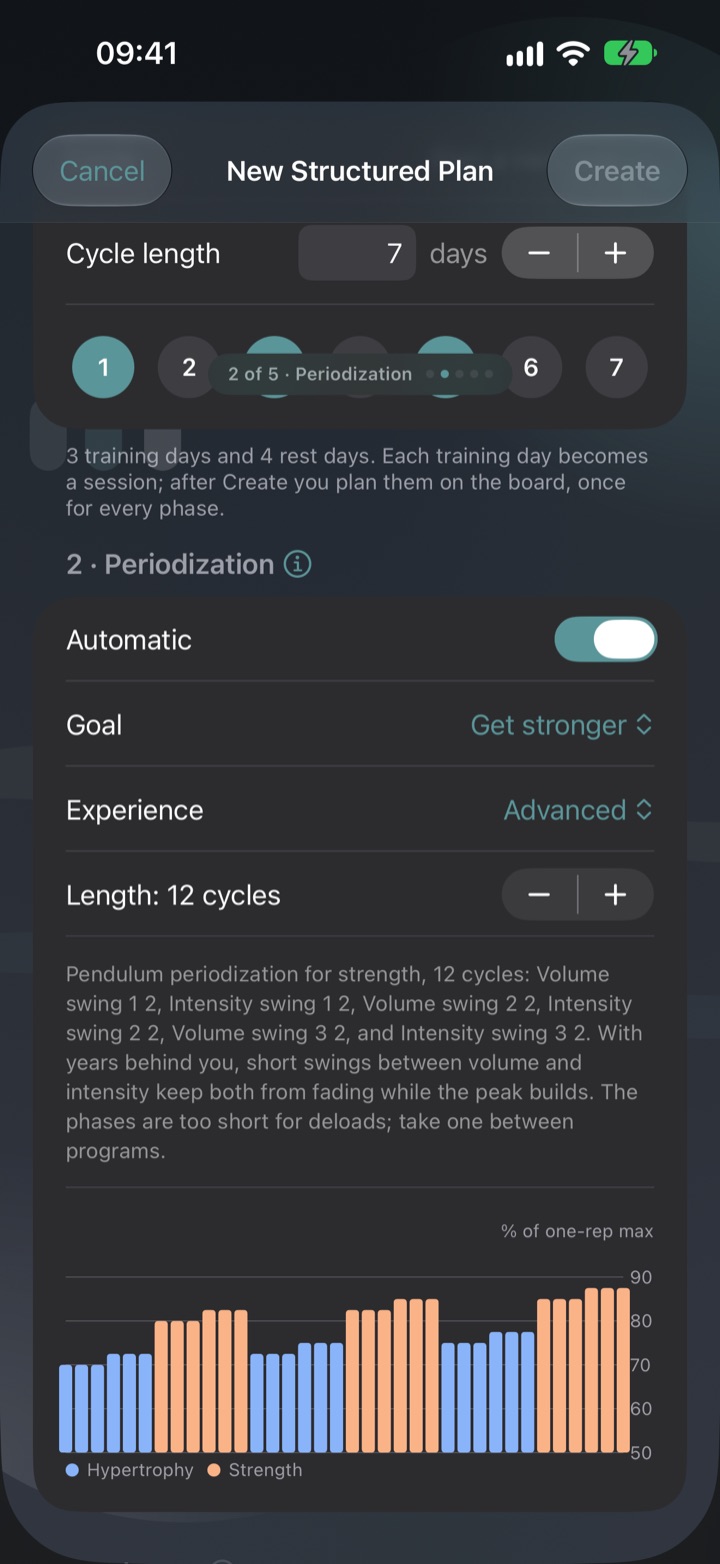 09:41
Cancel
New Structured Plan
Create
Cycle length
7
days
1
2
6
7
2 of 5 · Periodization
3 training days and 4 rest days. Each training day becomes
a session; after Create you plan them on the board, once
for every phase.
2 · Periodization
Automatic
Goal
Get stronger
Experience
Advanced
Length: 12 cycles
Pendulum periodization for strength, 12 cycles: Volume
swing 1 2, Intensity swing 1 2, Volume swing 2 2, Intensity
swing 2 2, Volume swing 3 2, and Intensity swing 3 2. With
years behind you, short swings between volume and
intensity keep both from fading while the peak builds. The
phases are too short for deloads; take one between
programs.
% of one-rep max
90
80
70
60
50
Hypertrophy
Strength